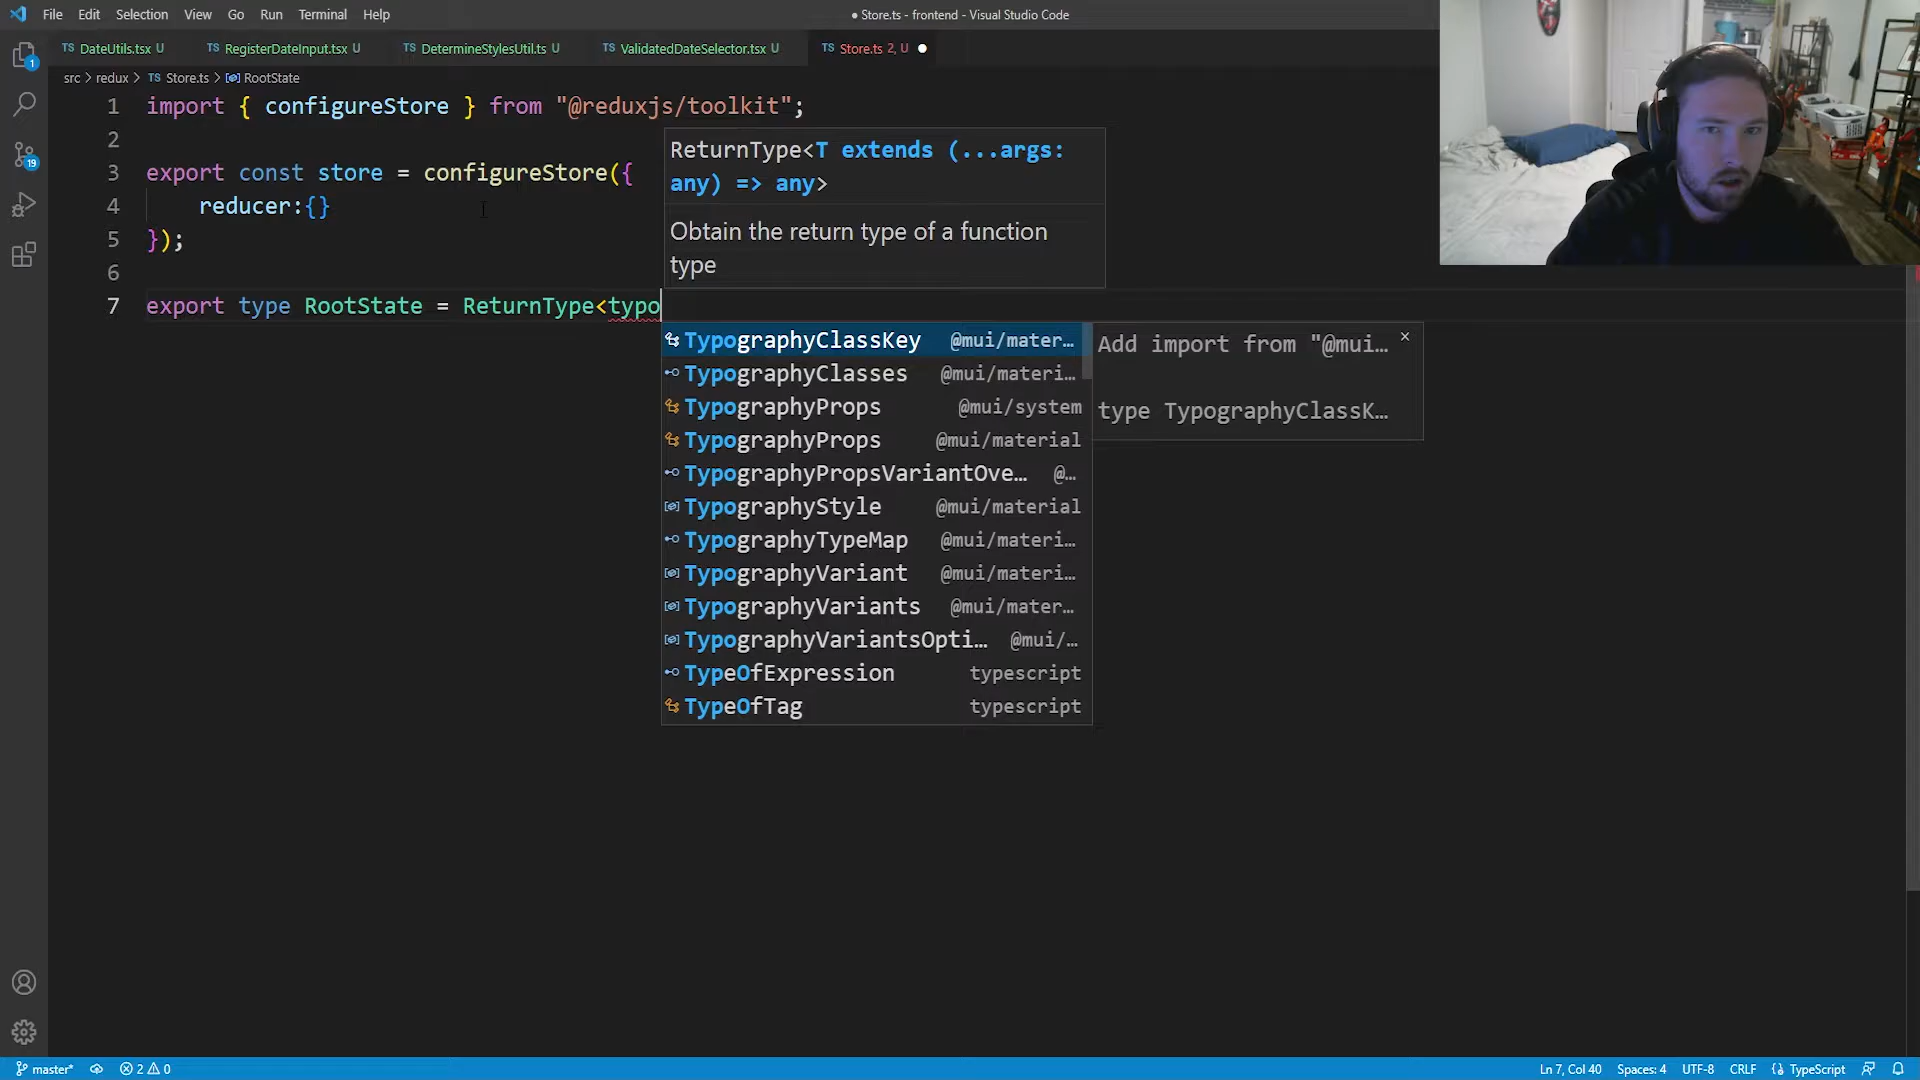 File Edit Selection View Go Run Terminal Help
● Store.ts - frontend - Visual Studio Code
TS DateUtils.tsx U TS RegisterDateInput.tsx U TS DetermineStylesUtil.ts U TS ValidatedDateSelector.tsx U TS Store.ts 2, U ●
src > redux > TS Store.ts > RootState
1 import { configureStore } from "@reduxjs/toolkit";
2
3 export const store = configureStore({
4 reducer:{}
5 });
6
7 export type RootState = ReturnType<typo
ReturnType<T extends (...args:
any) => any>
Obtain the return type of a function
type
TypographyClassKey @mui/mater…
TypographyClasses @mui/materi…
TypographyProps @mui/system
TypographyProps @mui/material
TypographyPropsVariantOve… @…
TypographyStyle @mui/material
TypographyTypeMap @mui/materi…
TypographyVariant @mui/materi…
TypographyVariants @mui/mater…
TypographyVariantsOpti… @mui/…
TypeOfExpression typescript
TypeOfTag typescript
Add import from "@mui… ×
type TypographyClassK…
1
19
master* 2 0
Ln 7, Col 40 Spaces: 4 UTF-8 CRLF {} TypeScript